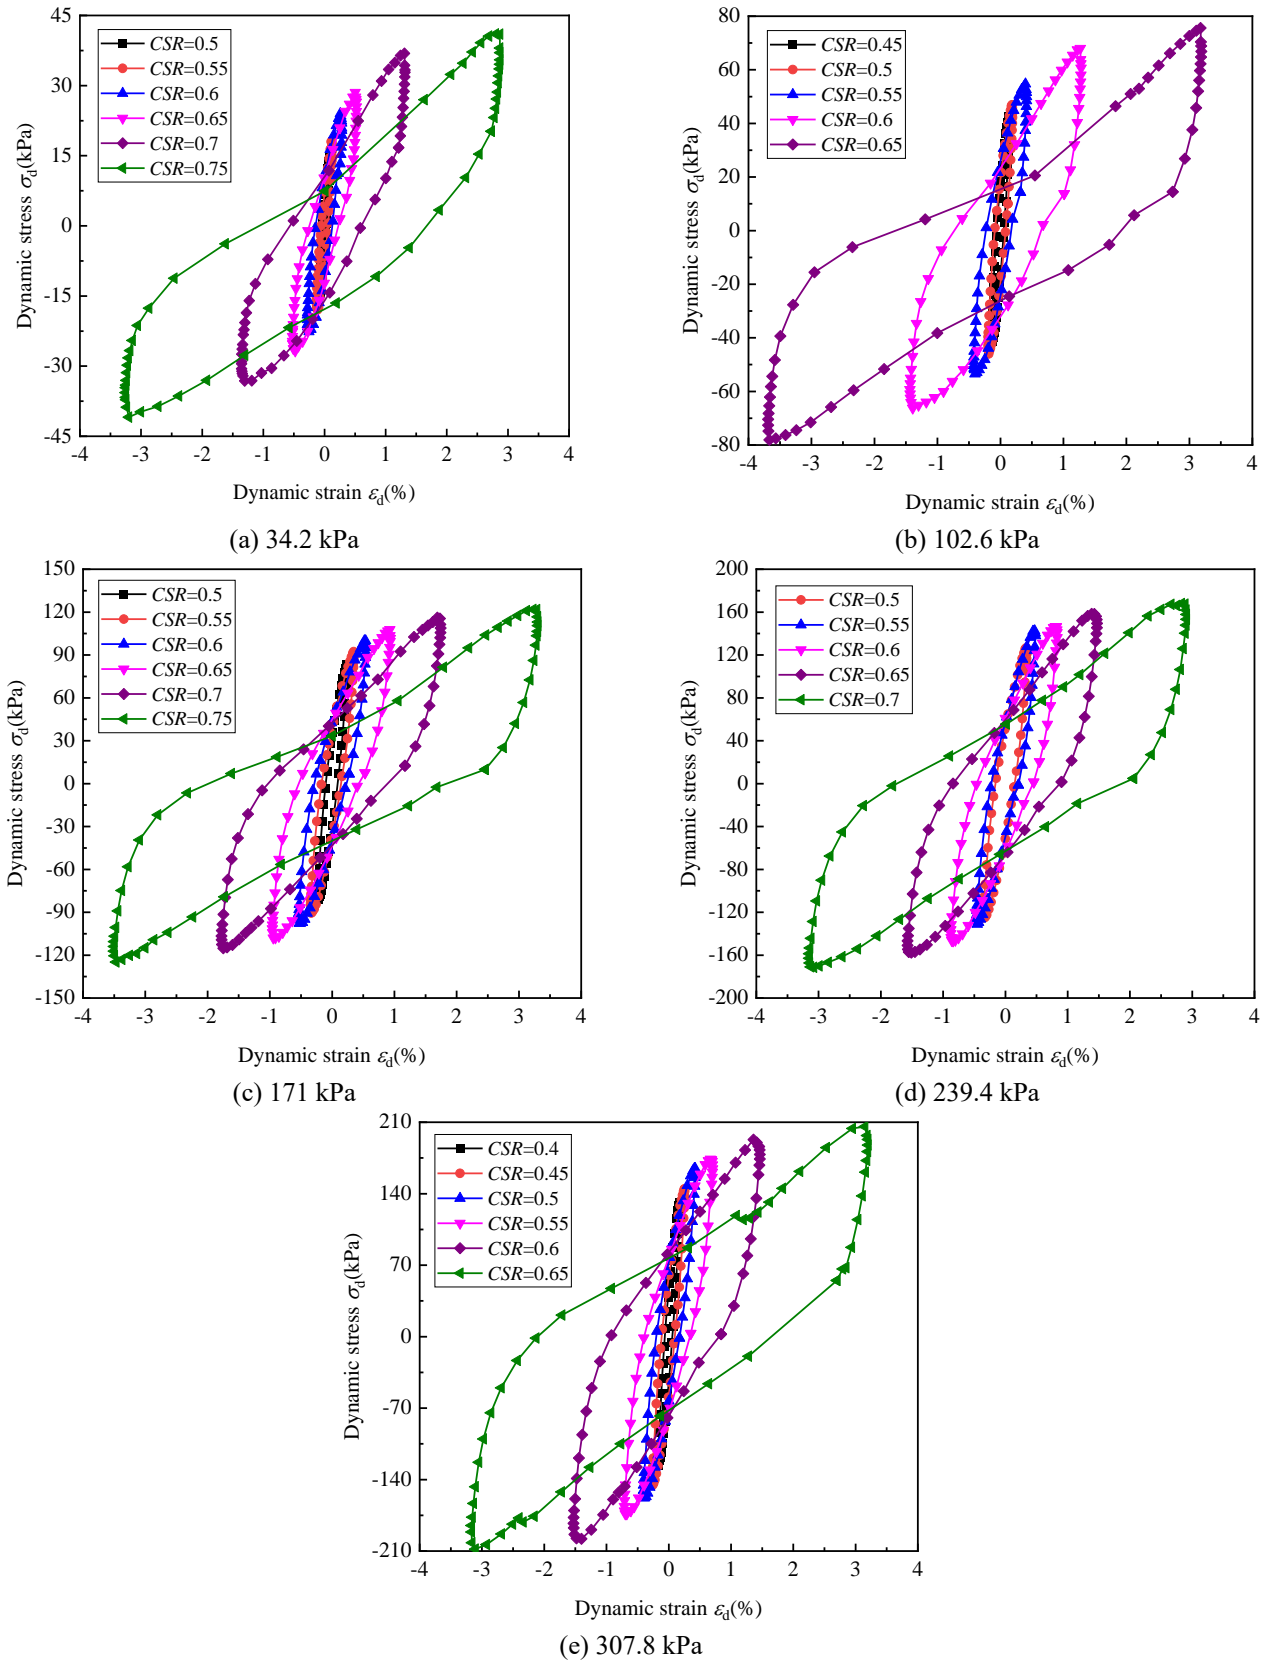 45
30
15
0
-15
-30
-45
-4
-3
-2
-1
0
1
2
3
4
Dynamic stress σd(kPa)
Dynamic strain εd(%)
CSR=0.5
CSR=0.55
CSR=0.6
CSR=0.65
CSR=0.7
CSR=0.75
(a) 34.2 kPa
80
60
40
20
0
-20
-40
-60
-80
-4
-3
-2
-1
0
1
2
3
4
Dynamic stress σd(kPa)
Dynamic strain εd(%)
CSR=0.45
CSR=0.5
CSR=0.55
CSR=0.6
CSR=0.65
(b) 102.6 kPa
150
120
90
60
30
0
-30
-60
-90
-120
-150
-4
-3
-2
-1
0
1
2
3
4
Dynamic stress σd(kPa)
Dynamic strain εd(%)
CSR=0.5
CSR=0.55
CSR=0.6
CSR=0.65
CSR=0.7
CSR=0.75
(c) 171 kPa
200
160
120
80
40
0
-40
-80
-120
-160
-200
-4
-3
-2
-1
0
1
2
3
4
Dynamic stress σd(kPa)
Dynamic strain εd(%)
CSR=0.5
CSR=0.55
CSR=0.6
CSR=0.65
CSR=0.7
(d) 239.4 kPa
210
140
70
0
-70
-140
-210
-4
-3
-2
-1
0
1
2
3
4
Dynamic stress σd(kPa)
Dynamic strain εd(%)
CSR=0.4
CSR=0.45
CSR=0.5
CSR=0.55
CSR=0.6
CSR=0.65
(e) 307.8 kPa